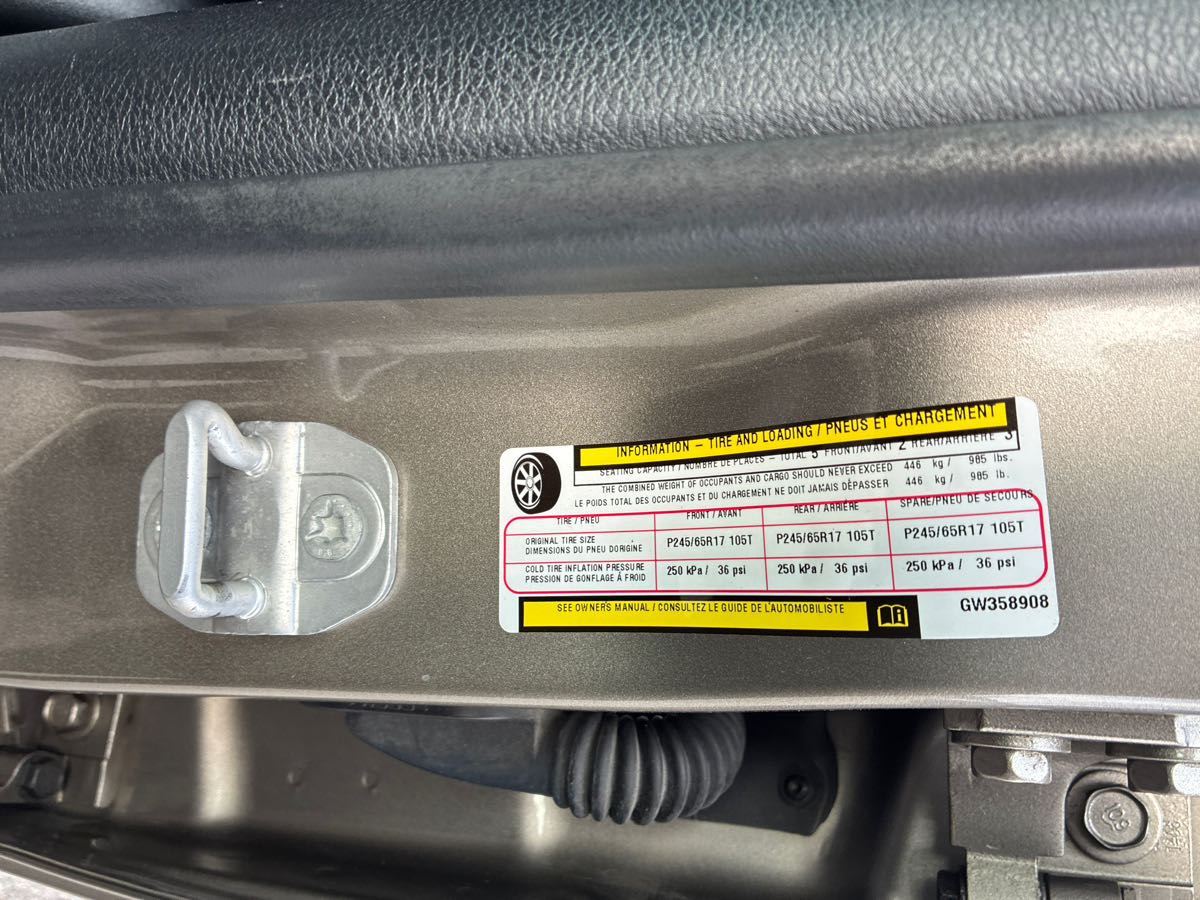 INFORMATION – TIRE AND LOADING / PNEUS ET CHARGEMENT
SEATING CAPACITY / NOMBRE DE PLACES – TOTAL 5 FRONT/AVANT 2 REAR/ARRIÈRE 3
THE COMBINED WEIGHT OF OCCUPANTS AND CARGO SHOULD NEVER EXCEED 446 kg / 985 lbs.
LE POIDS TOTAL DES OCCUPANTS ET DU CHARGEMENT NE DOIT JAMAIS DÈPASSER 446 kg / 985 lb.
TIRE / PNEU FRONT / AVANT REAR / ARRIÈRE SPARE/PNEU DE SECOURS
ORIGINAL TIRE SIZE
DIMENSIONS DU PNEU DORIGINE P245/65R17 105T P245/65R17 105T P245/65R17 105T
COLD TIRE INFLATION PRESSURE
PRESSION DE GONFLAGE Á FROID 250 kPa / 36 psi 250 kPa / 36 psi 250 kPa / 36 psi
SEE OWNER'S MANUAL / CONSULTEZ LE GUIDE DE L'AUTOMOBILISTE
GW358908